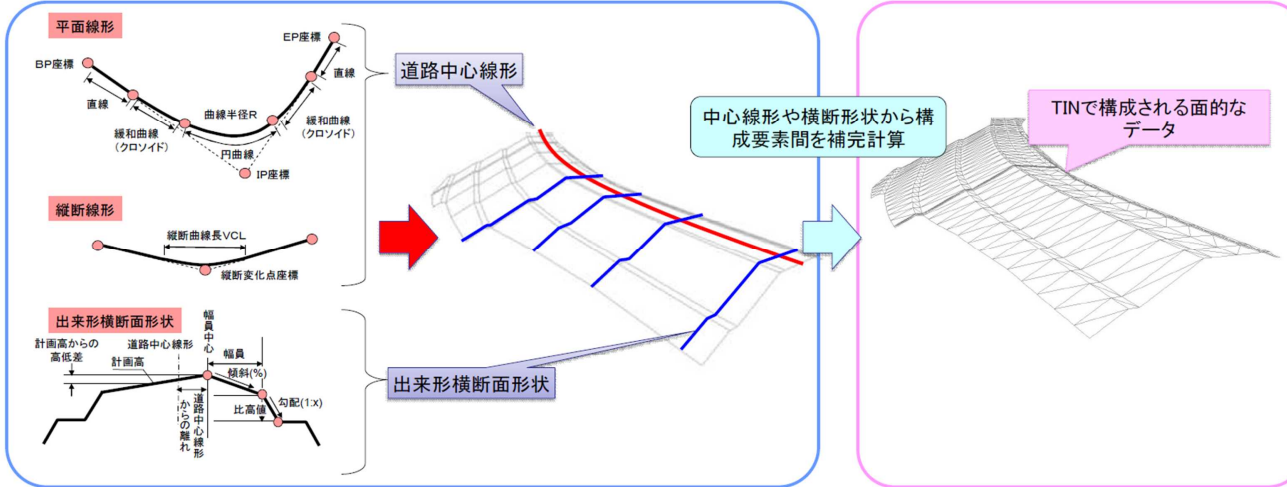 平面線形
BP座標
EP座標
直線
直線
曲線半径R
緩和曲線
(クロソイド)
緩和曲線
(クロソイド)
円曲線
IP座標
縦断線形
縦断曲線長VCL
縦断変化点座標
出来形横断面形状
計画高からの
高低差
道路中心線形
計画高
幅員中心
幅員
傾斜(%)
勾配(1:x)
比高値
道路中心線形
からの離れ
道路中心線形
出来形横断面形状
中心線形や横断形状から構
成要素間を補完計算
TINで構成される面的な
データ